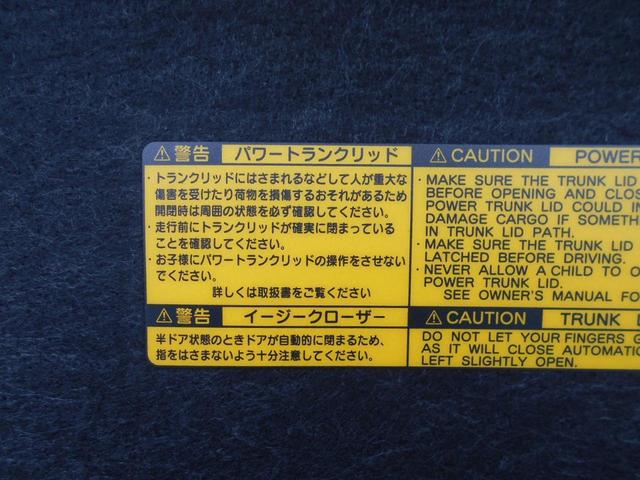 ⚠警告 パワートランクリッド
・トランクリッドにはさまれるなどして人が重大な
傷害を受けたり荷物を損傷するおそれがあるため
開閉時は周囲の状態を必ず確認してください。
・走行前にトランクリッドが確実に閉まっている
ことを確認してください。
・お子様にパワートランクリッドの操作をさせない
でください。
詳しくは取扱書をご覧ください
⚠警告 イージークローザー
半ドア状態のときドアが自動的に閉まるため、
指をはさまないよう十分注意してください。
⚠CAUTION POWER
・MAKE SURE THE TRUNK LID
BEFORE OPENING AND CLOS
POWER TRUNK LID COULD IN
DAMAGE CARGO IF SOMETH
IN TRUNK LID PATH.
・MAKE SURE THE TRUNK LID
LATCHED BEFORE DRIVING.
・NEVER ALLOW A CHILD TO O
POWER TRUNK LID.
SEE OWNER'S MANUAL FO
⚠CAUTION TRUNK L
DO NOT LET YOUR FINGERS G
AS IT WILL CLOSE AUTOMATIC
LEFT SLIGHTLY OPEN.